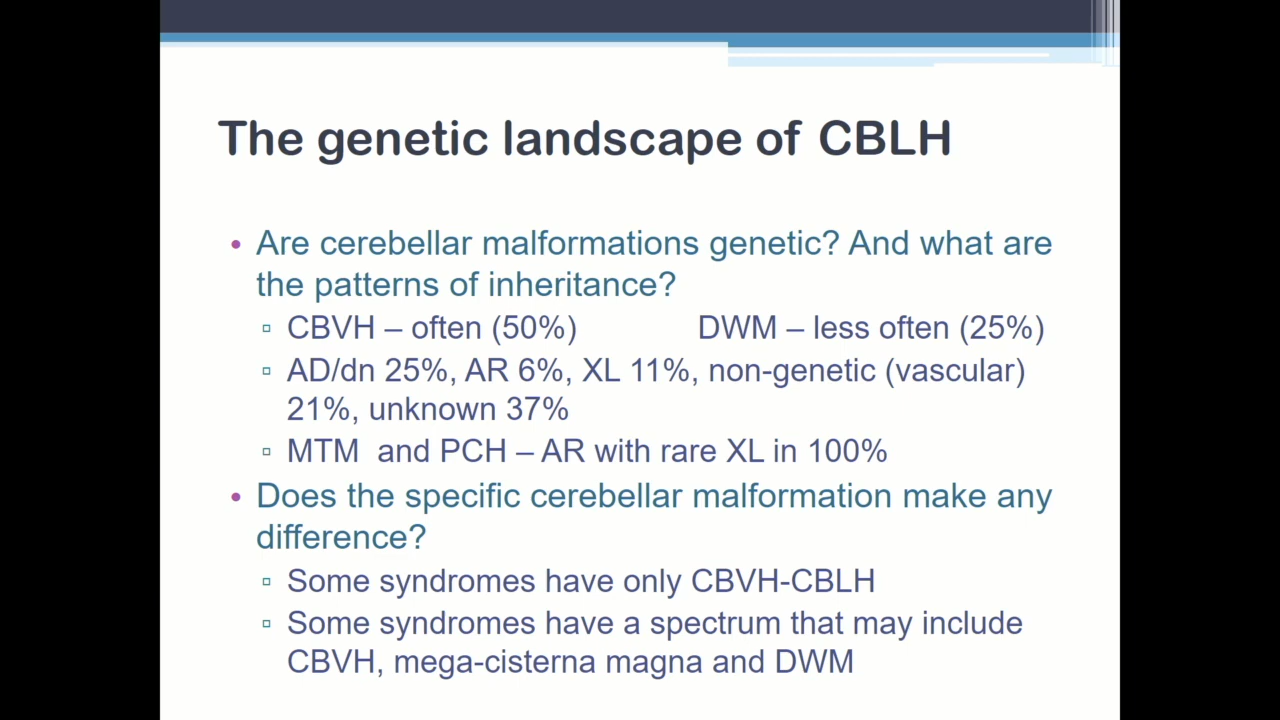 The genetic landscape of CBLH
• Are cerebellar malformations genetic? And what are
the patterns of inheritance?
▫ CBVH – often (50%) DWM – less often (25%)
▫ AD/dn 25%, AR 6%, XL 11%, non-genetic (vascular)
21%, unknown 37%
▫ MTM and PCH – AR with rare XL in 100%
• Does the specific cerebellar malformation make any
difference?
▫ Some syndromes have only CBVH-CBLH
▫ Some syndromes have a spectrum that may include
CBVH, mega-cisterna magna and DWM